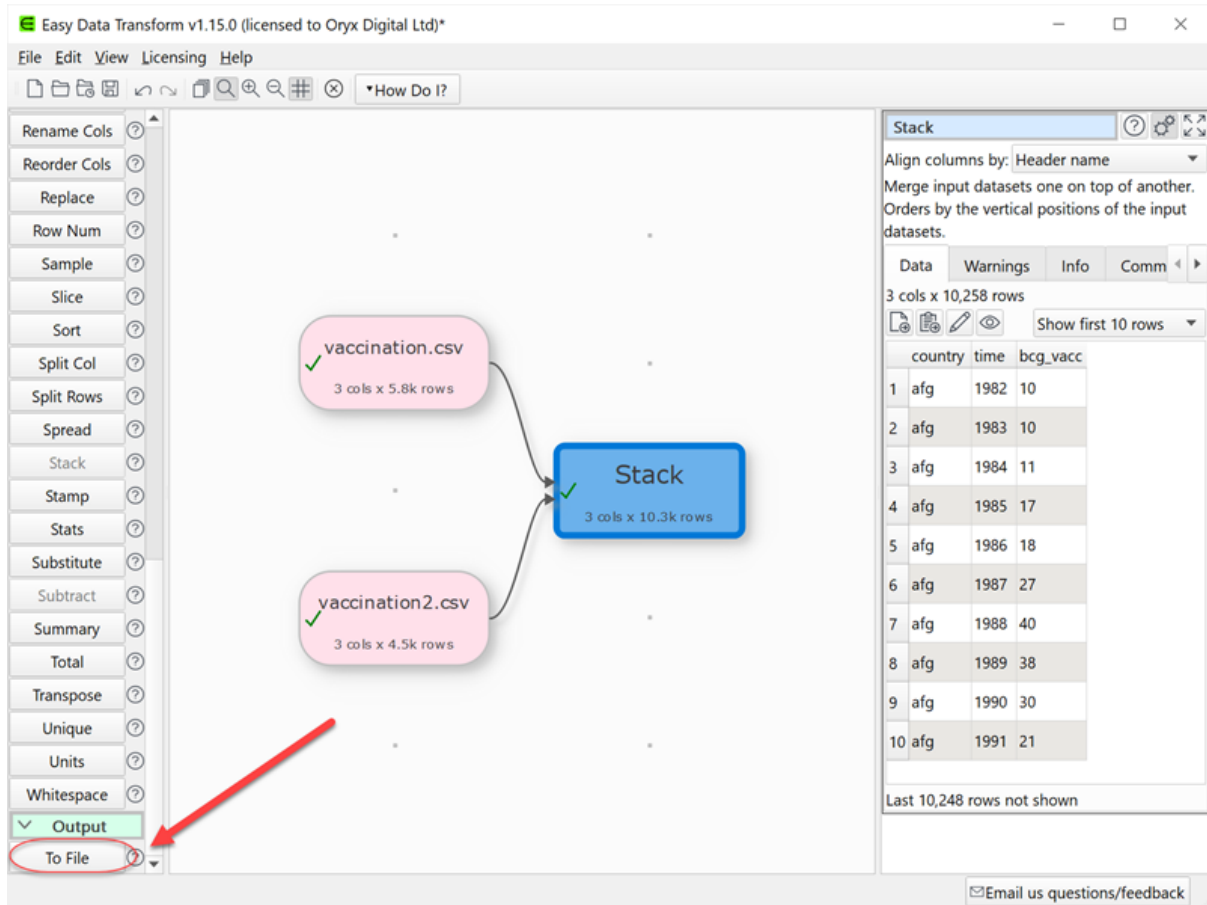 Easy Data Transform v1.15.0 (licensed to Oryx Digital Ltd)*
File Edit View Licensing Help
▾How Do I?
Rename Cols
Reorder Cols
Replace
Row Num
Sample
Slice
Sort
Split Col
Split Rows
Spread
Stack
Stamp
Stats
Substitute
Subtract
Summary
Total
Transpose
Unique
Units
Whitespace
Output
To File
vaccination.csv
3 cols x 5.8k rows
vaccination2.csv
3 cols x 4.5k rows
Stack
3 cols x 10.3k rows
Stack
Align columns by: Header name
Merge input datasets one on top of another.
Orders by the vertical positions of the input
datasets.
Data Warnings Info Comm
3 cols x 10,258 rows
Show first 10 rows
country time bcg_vacc
1 afg 1982 10
2 afg 1983 10
3 afg 1984 11
4 afg 1985 17
5 afg 1986 18
6 afg 1987 27
7 afg 1988 40
8 afg 1989 38
9 afg 1990 30
10 afg 1991 21
Last 10,248 rows not shown
Email us questions/feedback